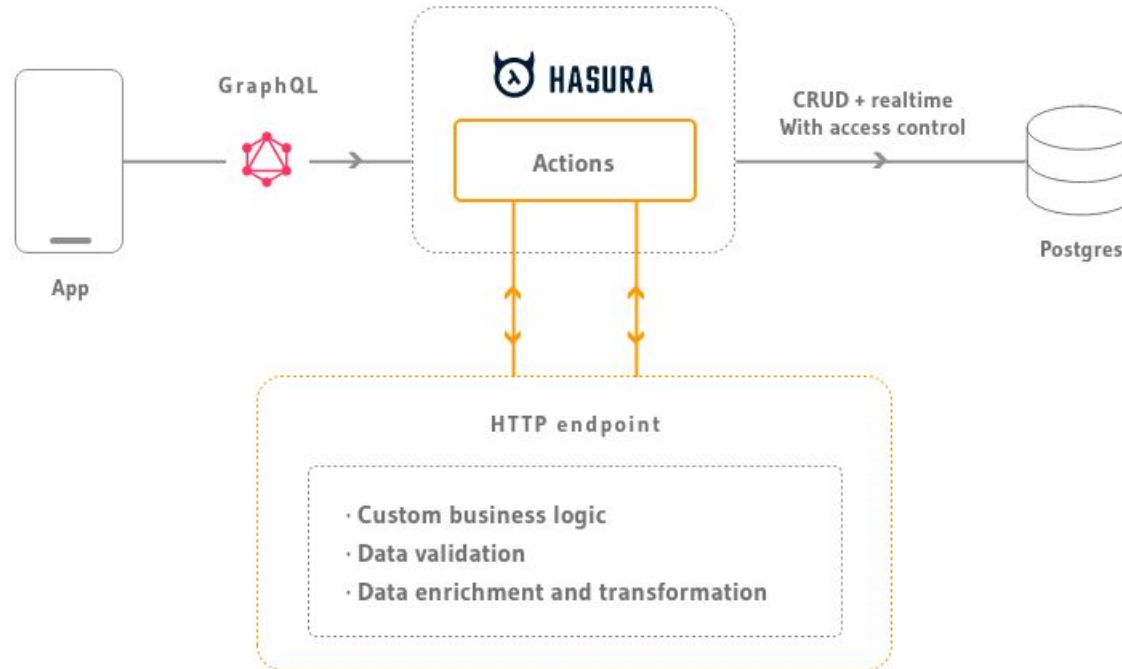 GraphQL
HASURA
CRUD + realtime
With access control
Actions
App
Postgres
HTTP endpoint
· Custom business logic
· Data validation
· Data enrichment and transformation